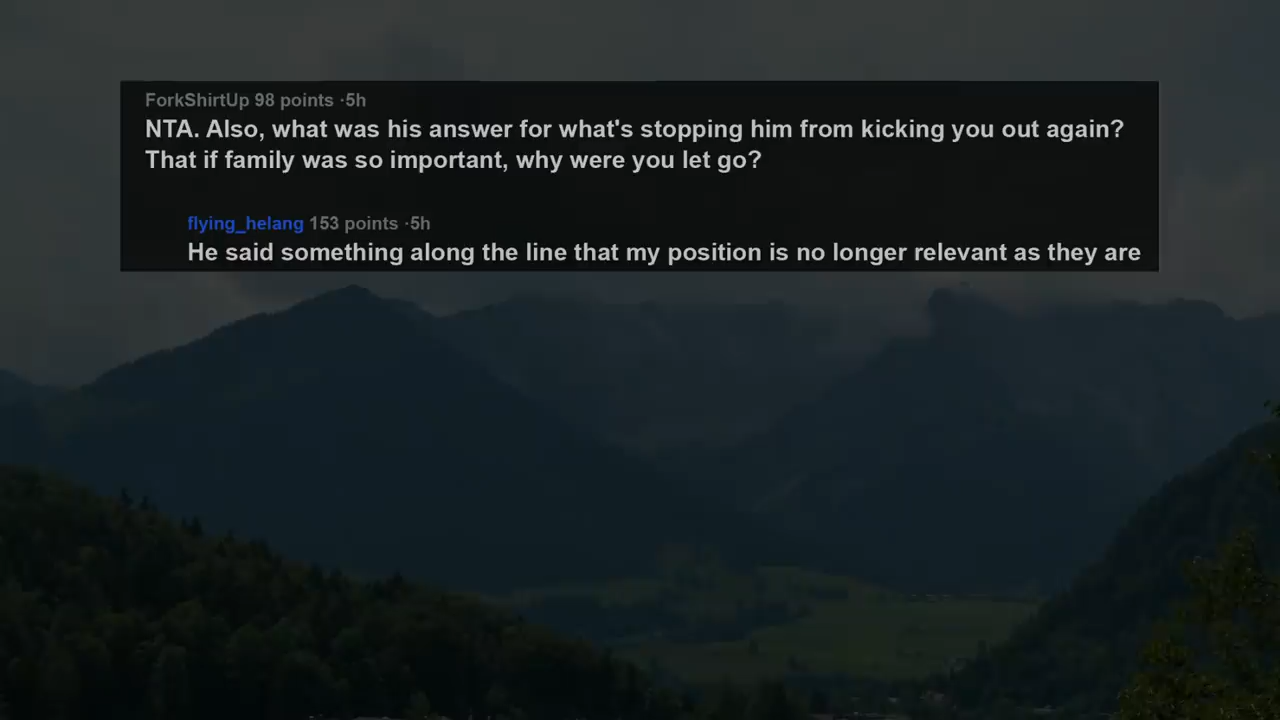 ForkShirtUp 98 points ·5h
NTA. Also, what was his answer for what's stopping him from kicking you out again?
That if family was so important, why were you let go?
flying_helang 153 points ·5h
He said something along the line that my position is no longer relevant as they are